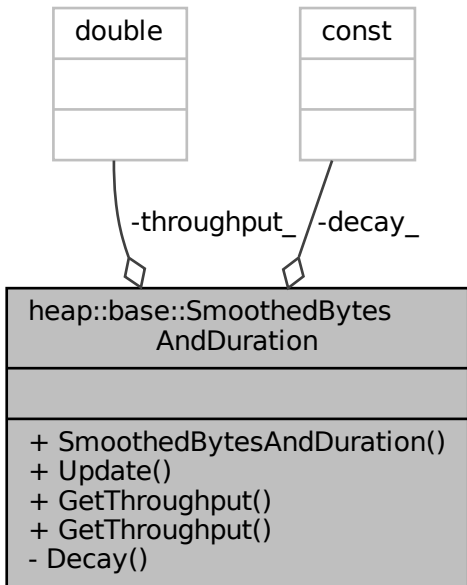 double
const
-throughput_
-decay_
heap::base::SmoothedBytes
AndDuration
+ SmoothedBytesAndDuration()
+ Update()
+ GetThroughput()
+ GetThroughput()
- Decay()